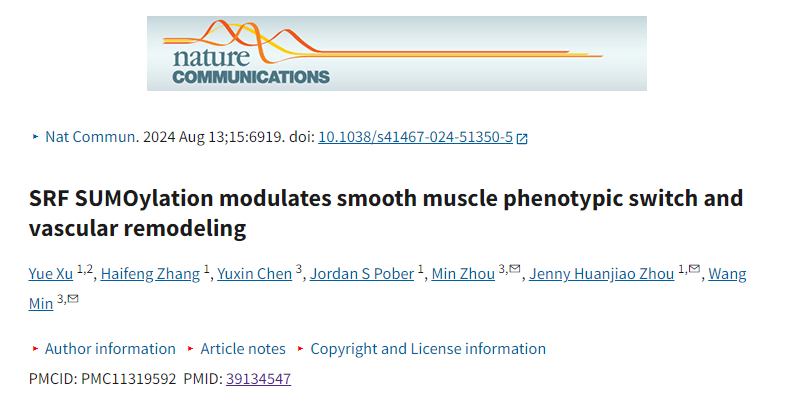 nature
COMMUNICATIONS
Nat Commun. 2024 Aug 13;15:6919. doi: 10.1038/s41467-024-51350-5
SRF SUMOylation modulates smooth muscle phenotypic switch and
vascular remodeling
Yue Xu 1,2, Haifeng Zhang 1, Yuxin Chen 3, Jordan S Pober 1, Min Zhou 3,✉, Jenny Huanjiao Zhou 1,✉, Wang
Min 3,✉
▸ Author information ▸ Article notes ▸ Copyright and License information
PMCID: PMC11319592 PMID: 39134547